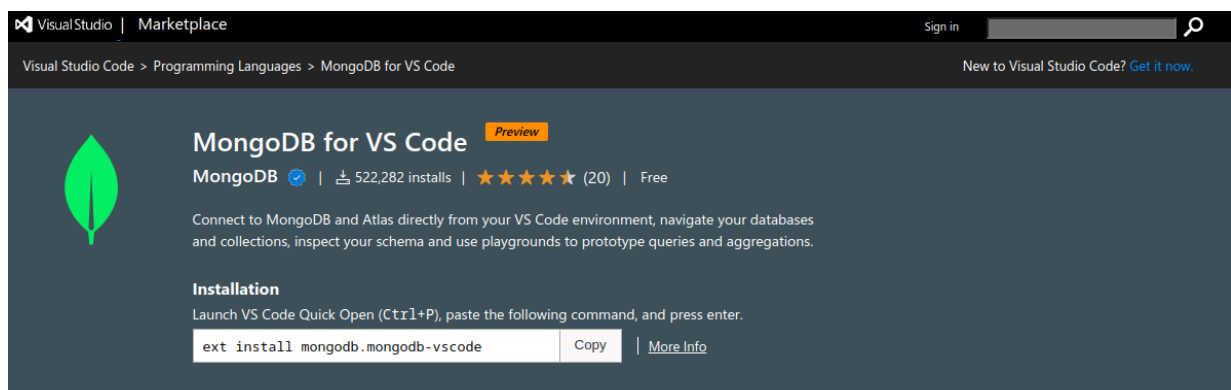 Visual Studio | Marketplace Sign in
Visual Studio Code > Programming Languages > MongoDB for VS Code New to Visual Studio Code? Get it now.
MongoDB for VS Code Preview
MongoDB | 522,282 installs | (20) | Free
Connect to MongoDB and Atlas directly from your VS Code environment, navigate your databases
and collections, inspect your schema and use playgrounds to prototype queries and aggregations.
Installation
Launch VS Code Quick Open (Ctrl+P), paste the following command, and press enter.
ext install mongodb.mongodb-vscode Copy | More Info